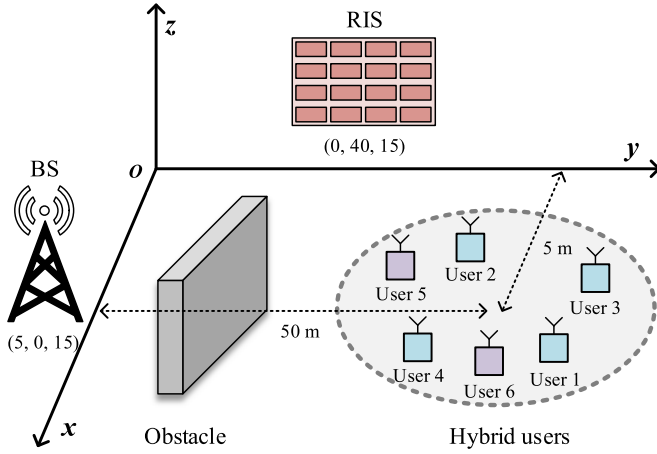 RIS
z
(0, 40, 15)
o
y
BS
(5, 0, 15)
5 m
User 2
User 5
User 3
50 m
User 4
User 6
User 1
x
Obstacle
Hybrid users